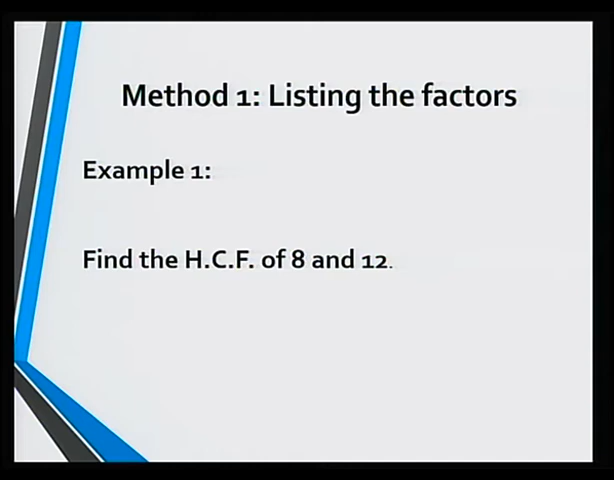 Method 1: Listing the factors
Example 1:
Find the H.C.F. of 8 and 12.